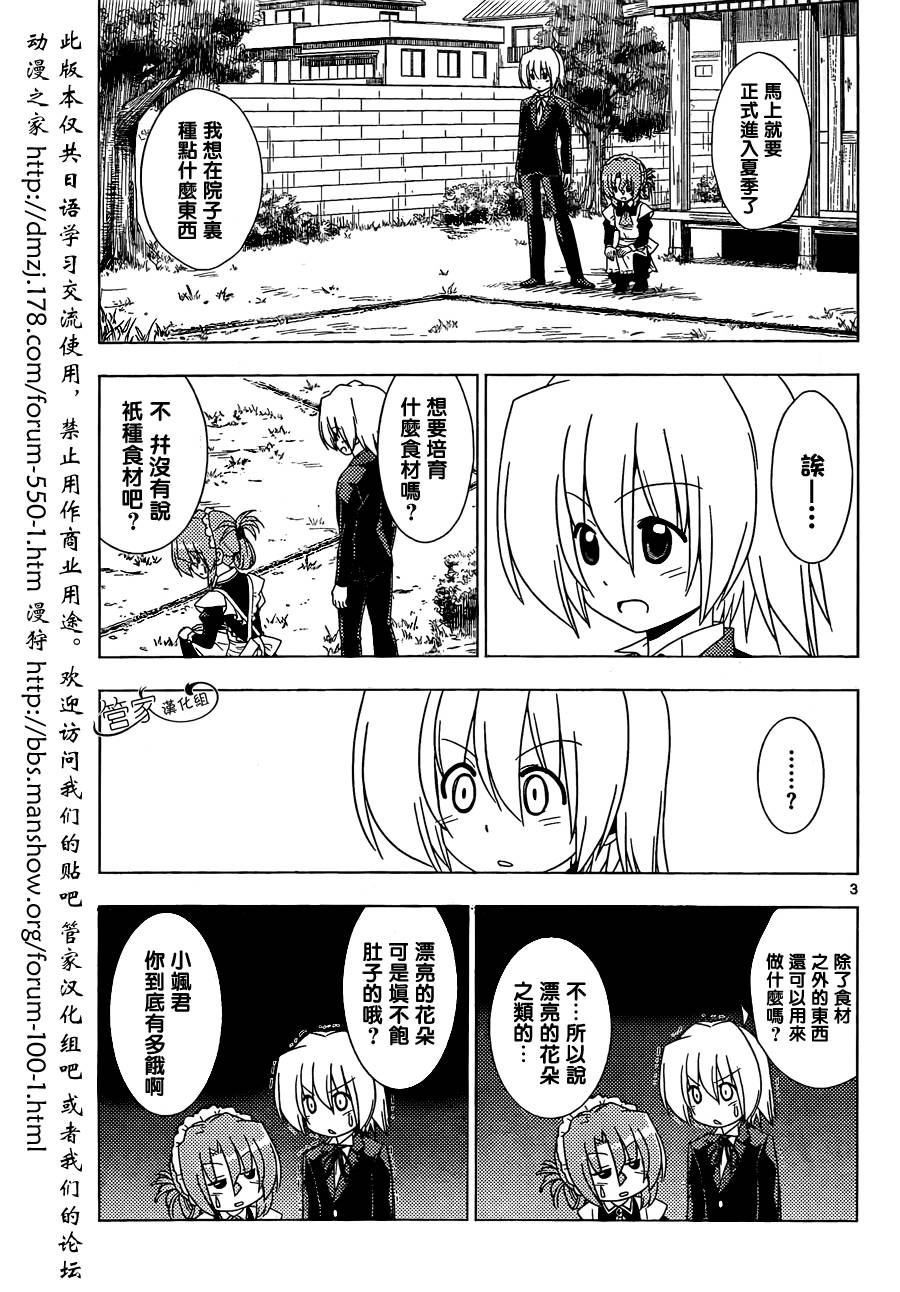 馬上就要
正式進入夏季了
我想在院子裏
種點什麼東西
誒——……
想要培育
什麼食材嗎？
不 幷沒有說
衹種食材吧？
……？
管家
漢化組
3
除了食材
之外的東西
還可以用來
做什麼嗎？
不…所以說
漂亮的花朵
之類的…
漂亮的花朵
可是塡不飽
肚子的哦？
小颯君
你到底有多餓啊
此版本仅共日语学习交流使用，禁止用作商业用途。欢迎访问我们的贴吧 管家汉化组吧 或者我们的论坛
动漫之家 http://dmzj.178.com/forum-550-1.htm 漫狩 http://bbs.manshow.org/forum-100-1.html